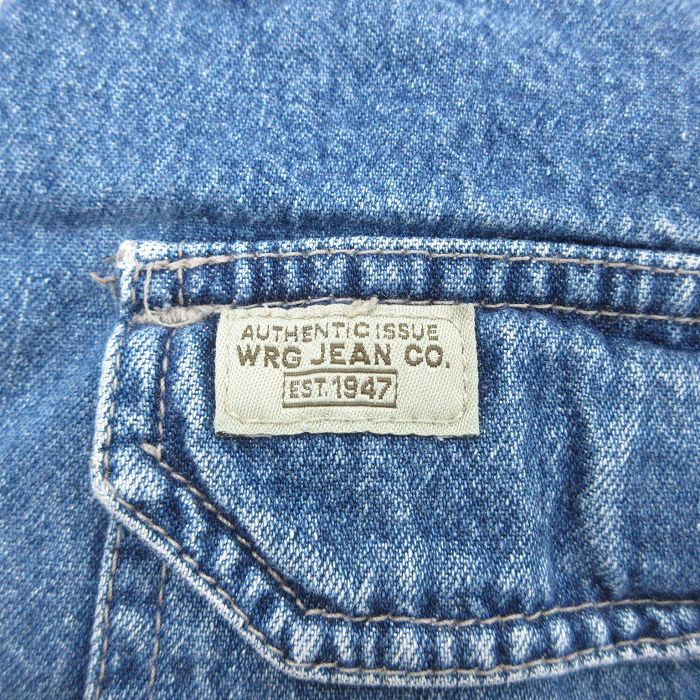 AUTHENTIC ISSUE
WRG JEAN CO.
EST. 1947